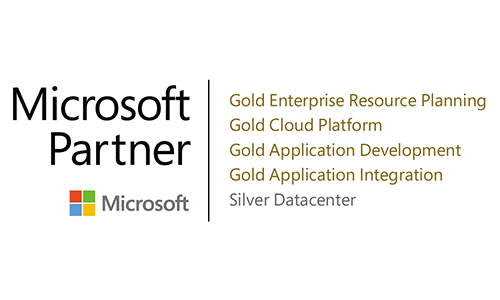 Microsoft
Partner
Microsoft
Gold Enterprise Resource Planning
Gold Cloud Platform
Gold Application Development
Gold Application Integration
Silver Datacenter